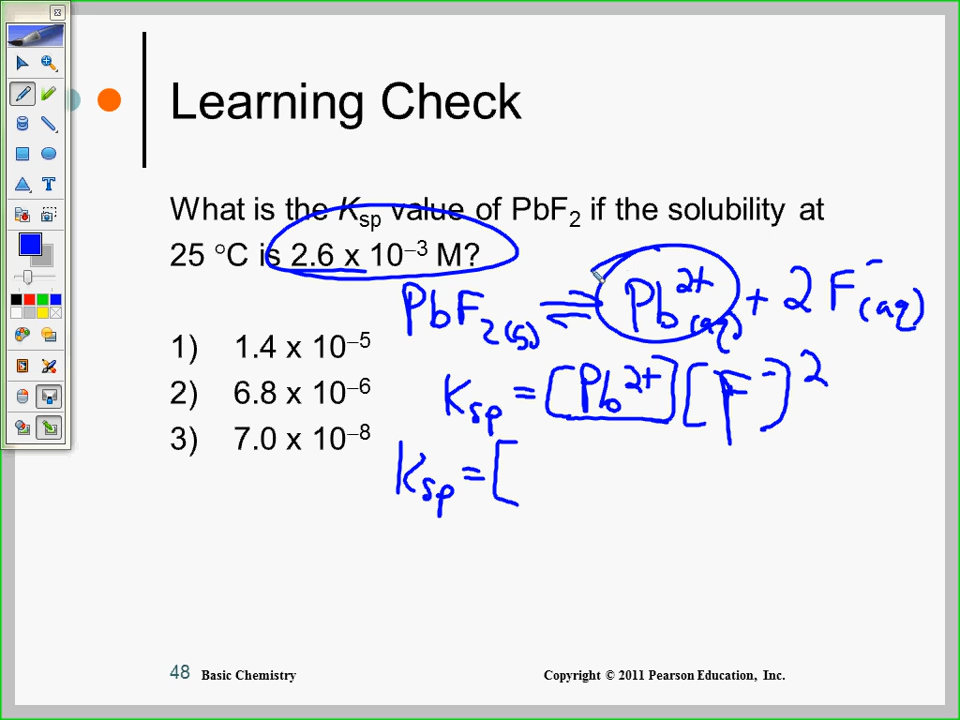 Learning Check
What is the Ksp value of PbF2 if the solubility at
25 °C is 2.6 x 10–3 M?
PbF2(s) ⇌ Pb2+(aq) + 2F–(aq)
1) 1.4 x 10–5
2) 6.8 x 10–6
3) 7.0 x 10–8
Ksp = [Pb2+] [F–]2
Ksp = [
48 Basic Chemistry Copyright © 2011 Pearson Education, Inc.